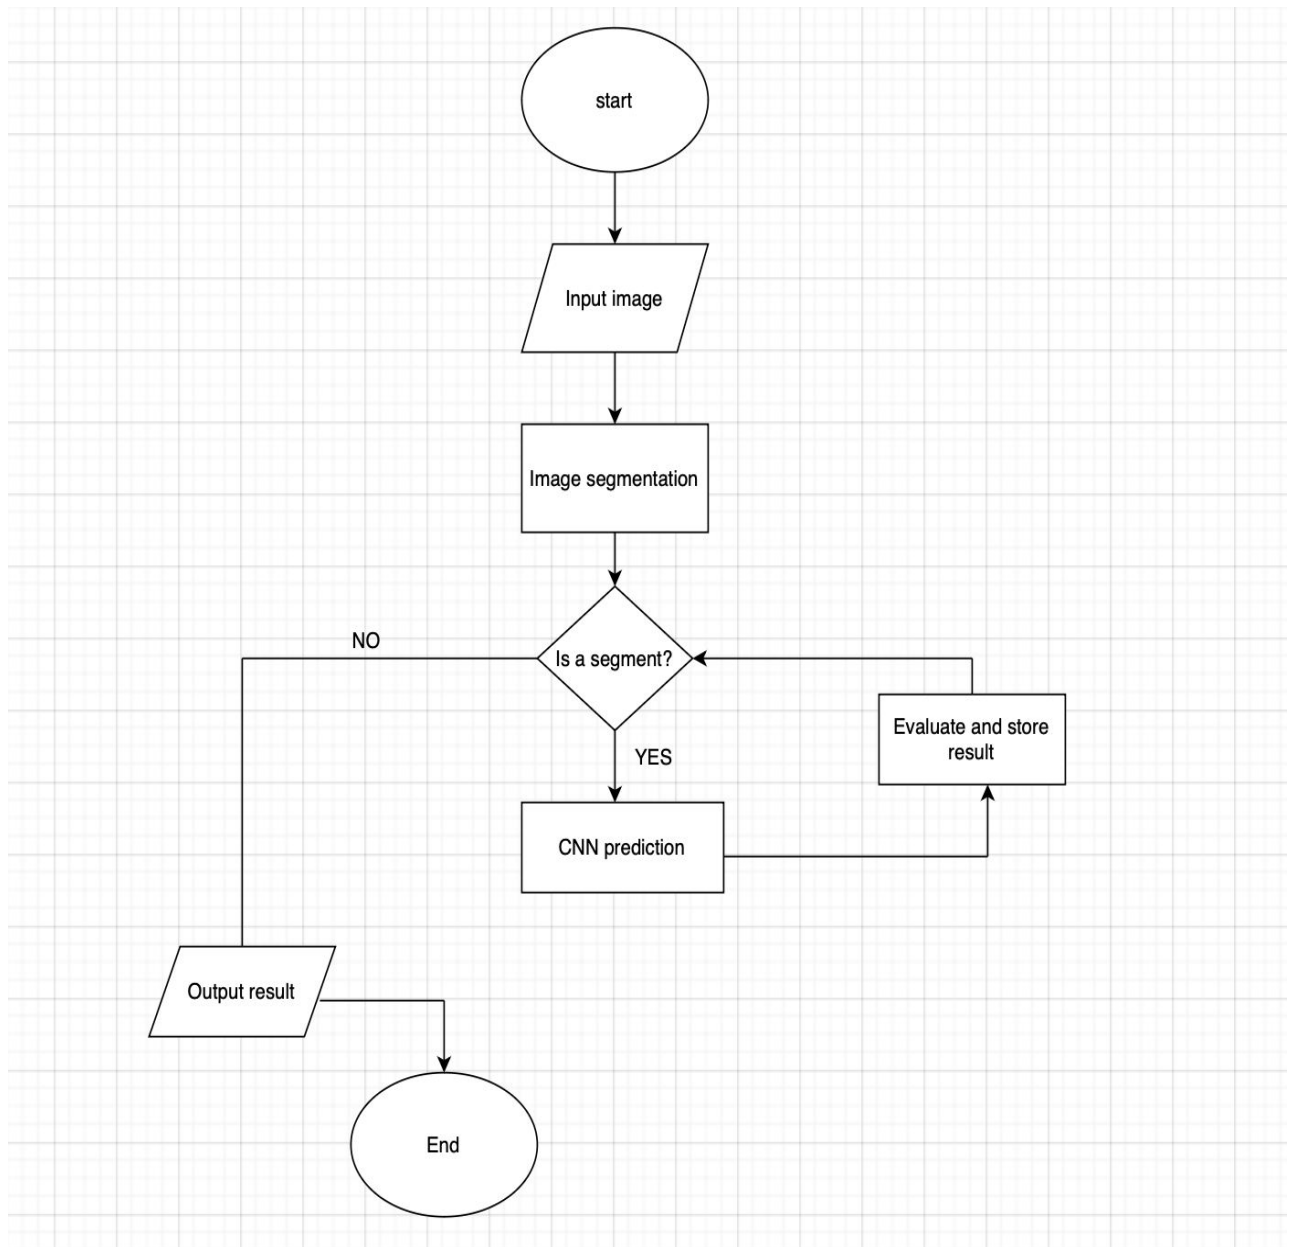 start
Input image
Image segmentation
NO
Is a segment?
Evaluate and store
result
YES
CNN prediction
Output result
End